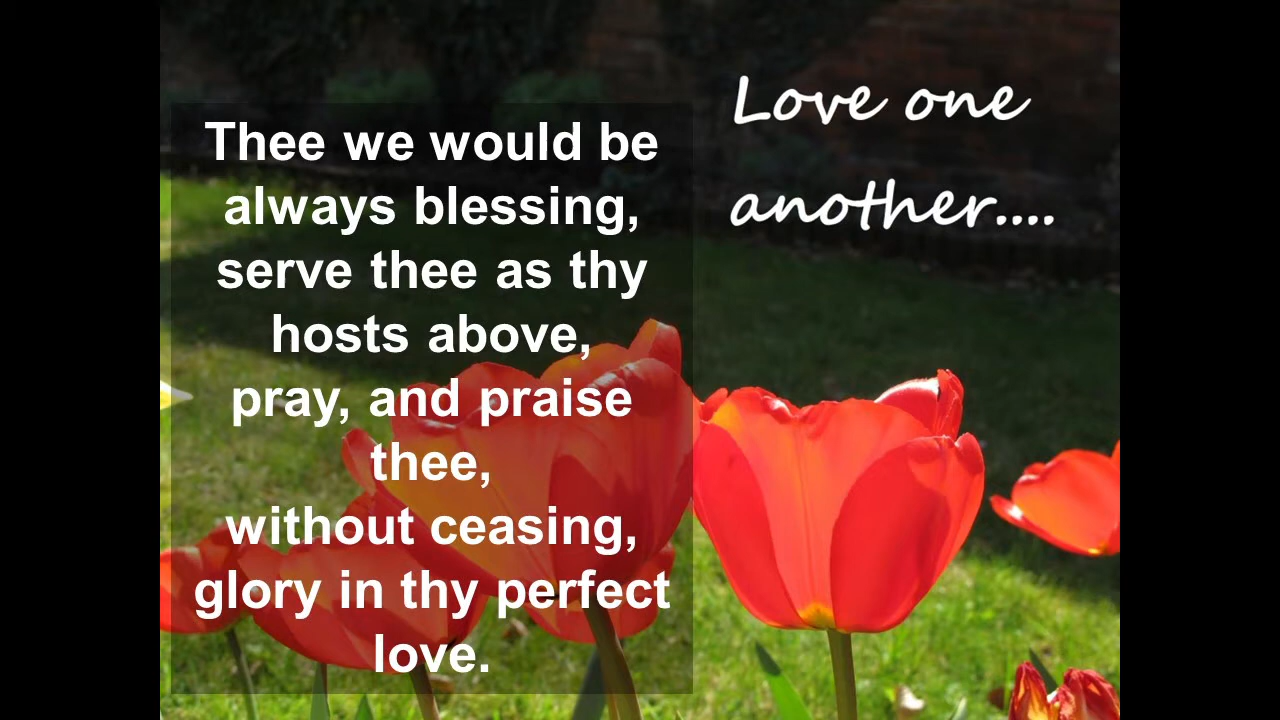 Thee we would be
always blessing,
serve thee as thy
hosts above,
pray, and praise
thee,
without ceasing,
glory in thy perfect
love.
Love one
another....